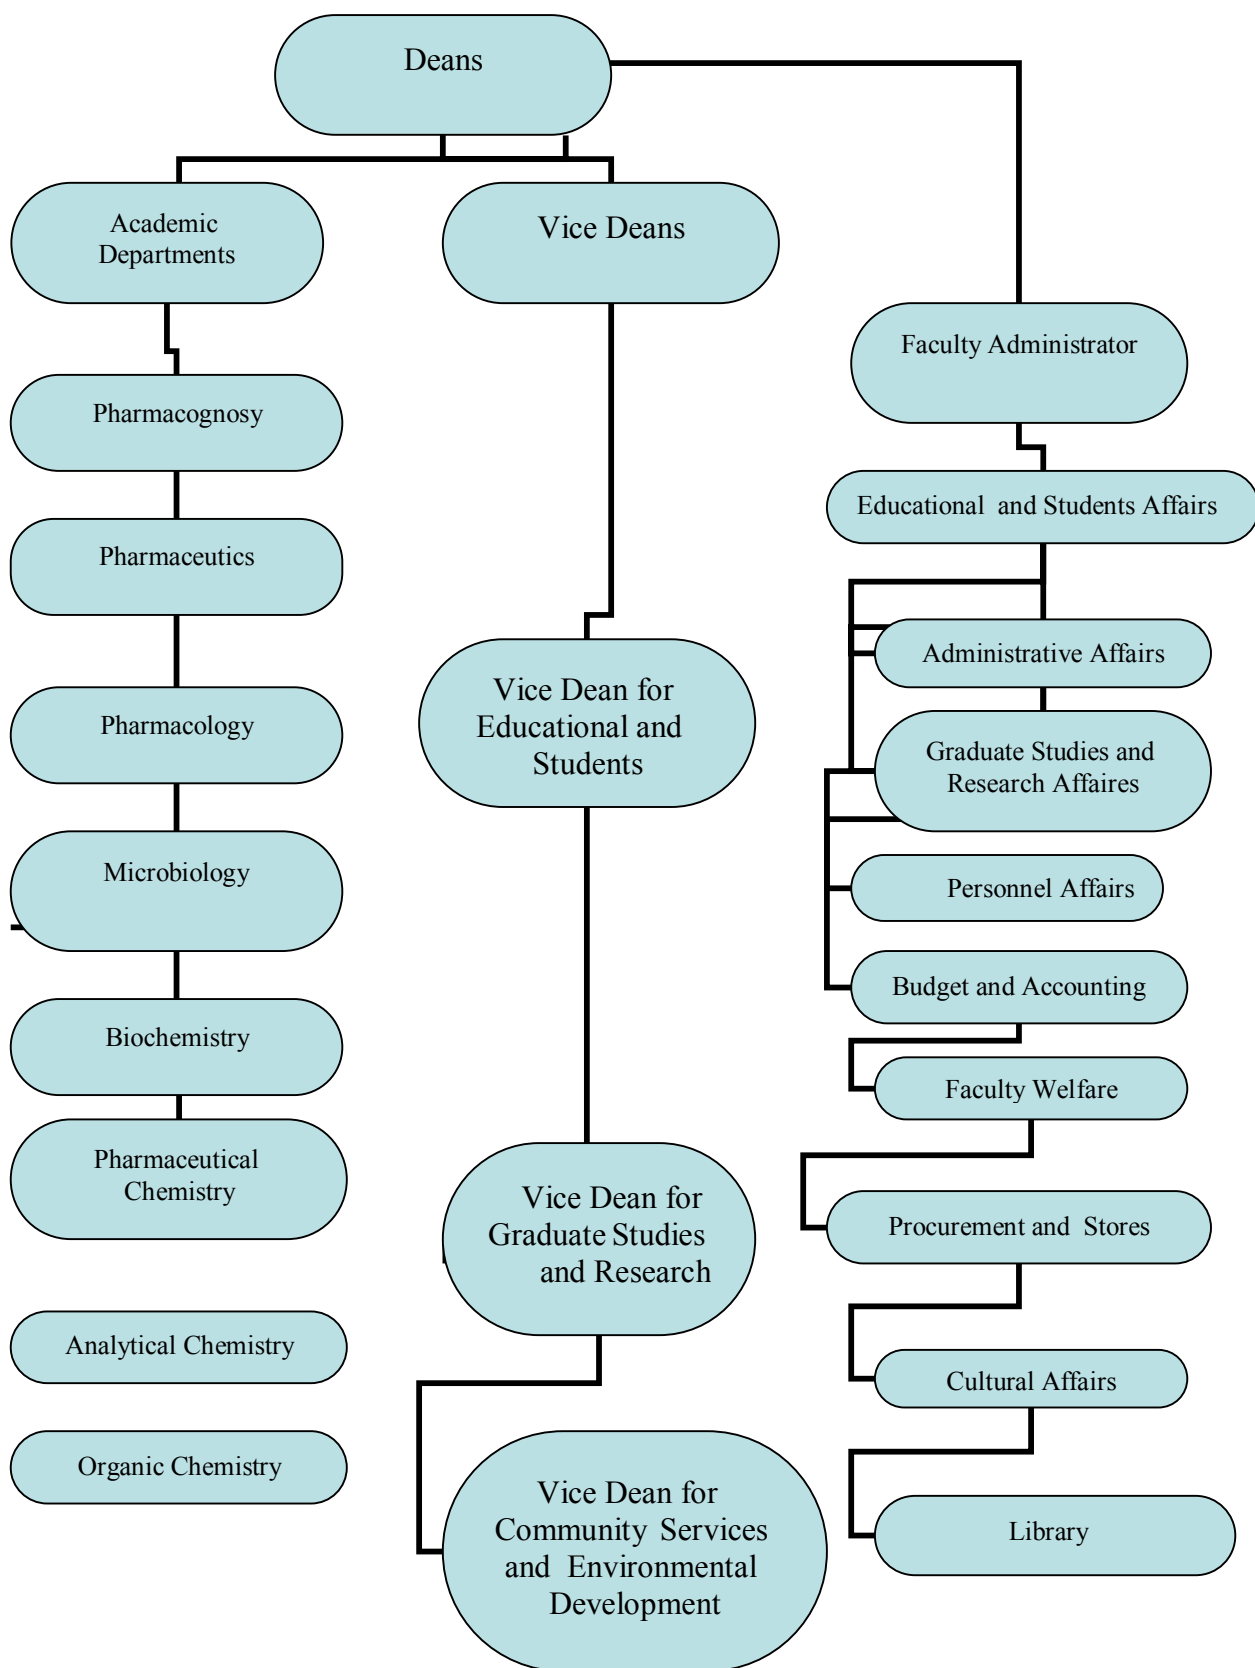 Deans
Academic
Departments
Vice Deans
Faculty Administrator
Pharmacognosy
Pharmaceutics
Pharmacology
Microbiology
Biochemistry
Pharmaceutical
Chemistry
Analytical Chemistry
Organic Chemistry
Vice Dean for
Educational and
Students
Vice Dean for
Graduate Studies
and Research
Vice Dean for
Community Services
and Environmental
Development
Educational and Students Affairs
Administrative Affairs
Graduate Studies and
Research Affaires
Personnel Affairs
Budget and Accounting
Faculty Welfare
Procurement and Stores
Cultural Affairs
Library